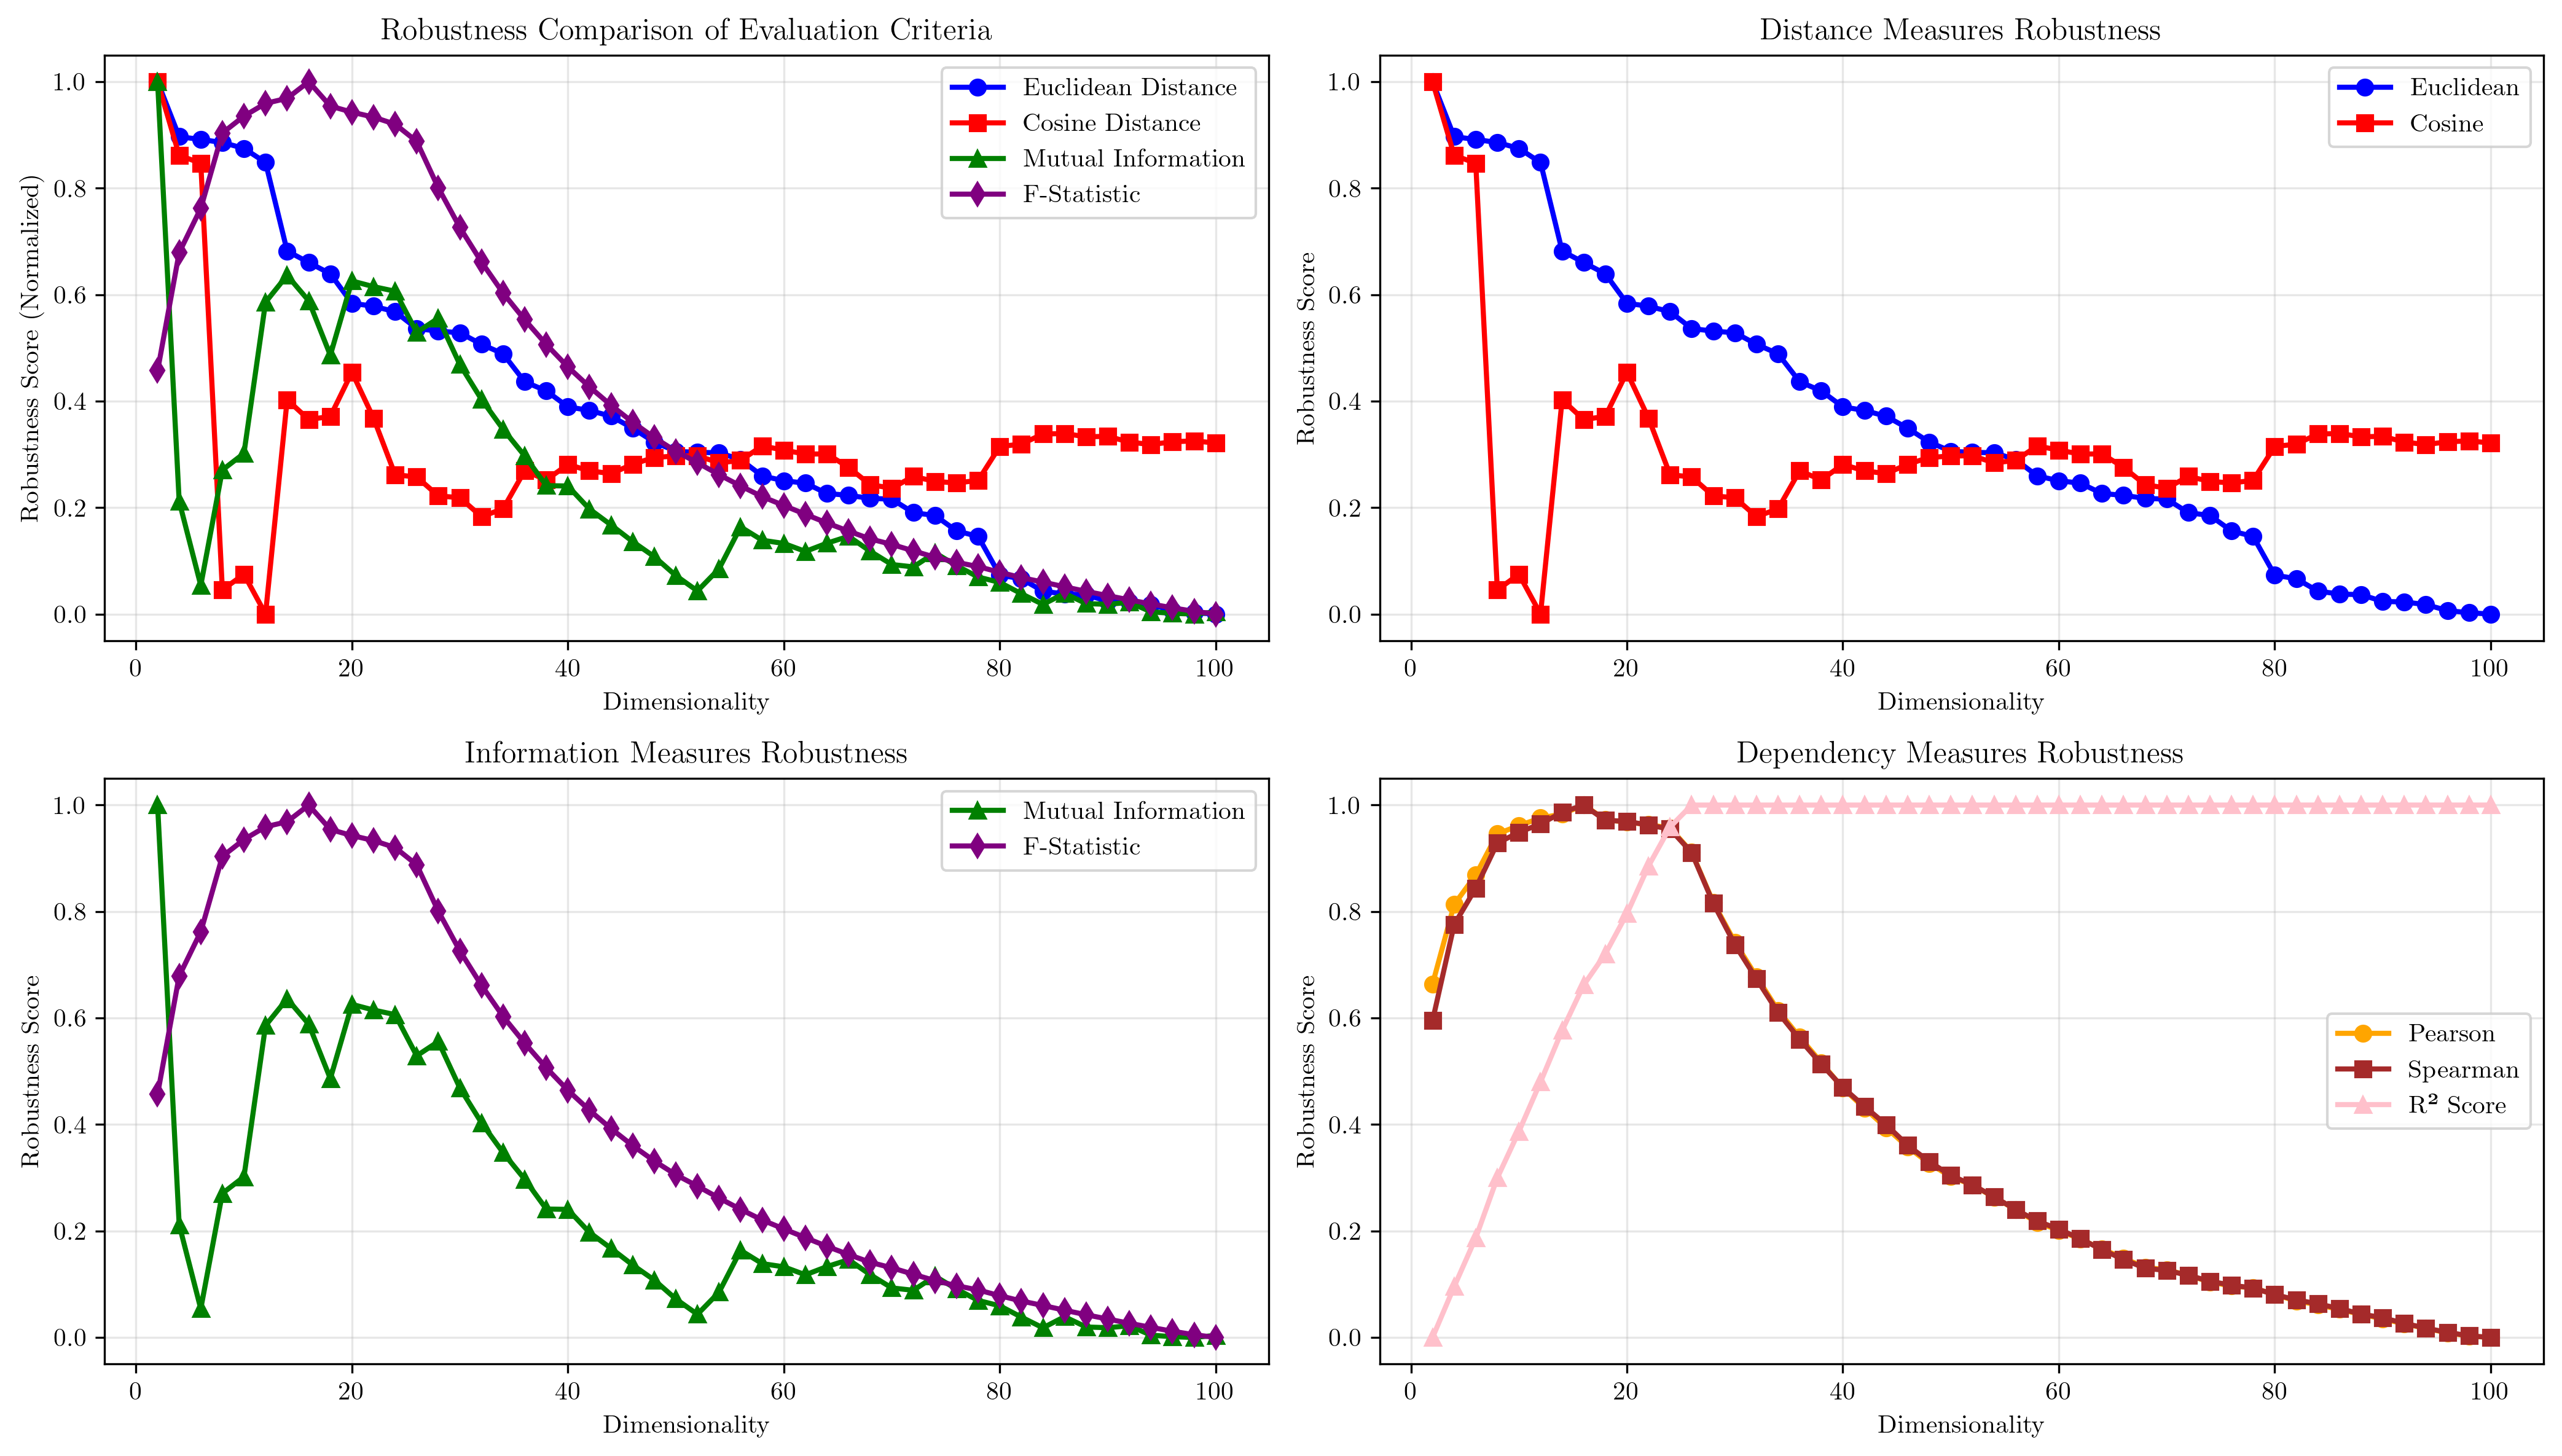 Robustness Comparison of Evaluation Criteria
Robustness Score (Normalized)
1.0
0.8
0.6
0.4
0.2
0.0
Euclidean Distance
Cosine Distance
Mutual Information
F-Statistic
0 20 40 60 80 100
Dimensionality
Distance Measures Robustness
Robustness Score
1.0
0.8
0.6
0.4
0.2
0.0
Euclidean
Cosine
0 20 40 60 80 100
Dimensionality
Information Measures Robustness
Robustness Score
1.0
0.8
0.6
0.4
0.2
0.0
Mutual Information
F-Statistic
0 20 40 60 80 100
Dimensionality
Dependency Measures Robustness
Robustness Score
1.0
0.8
0.6
0.4
0.2
0.0
Pearson
Spearman
R² Score
0 20 40 60 80 100
Dimensionality